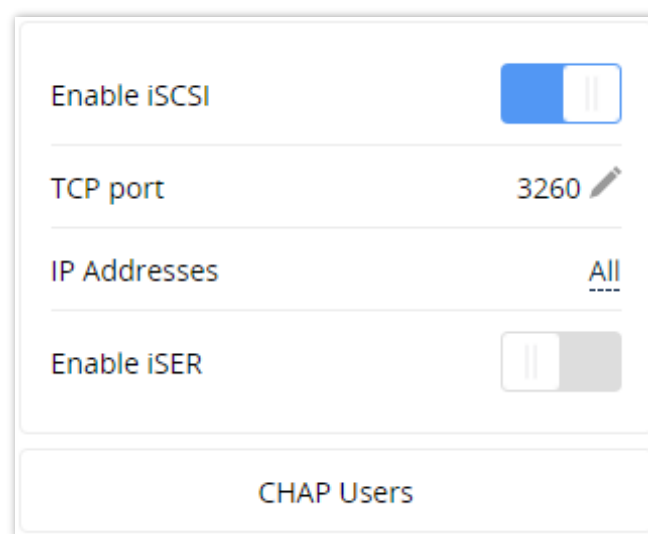 Enable iSCSI
TCP port 3260
IP Addresses All
Enable iSER
CHAP Users